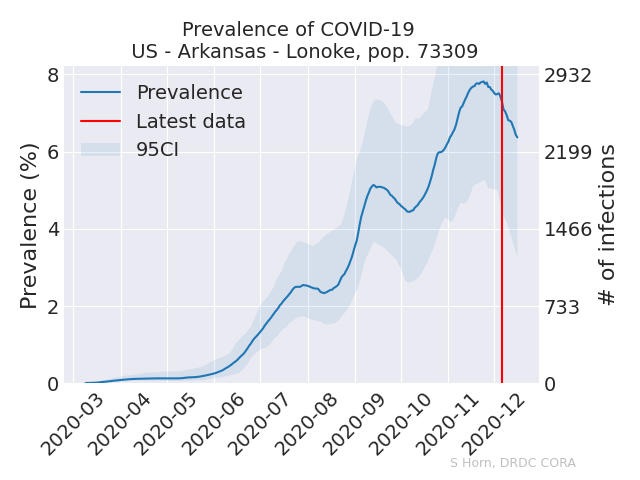 Prevalence of COVID-19
US - Arkansas - Lonoke, pop. 73309
Prevalence
Latest data
95CI
Prevalence (%)
8
6
4
2
0
2932
2199
1466
733
0
# of infections
2020-03
2020-04
2020-05
2020-06
2020-07
2020-08
2020-09
2020-10
2020-11
2020-12
S Horn, DRDC CORA